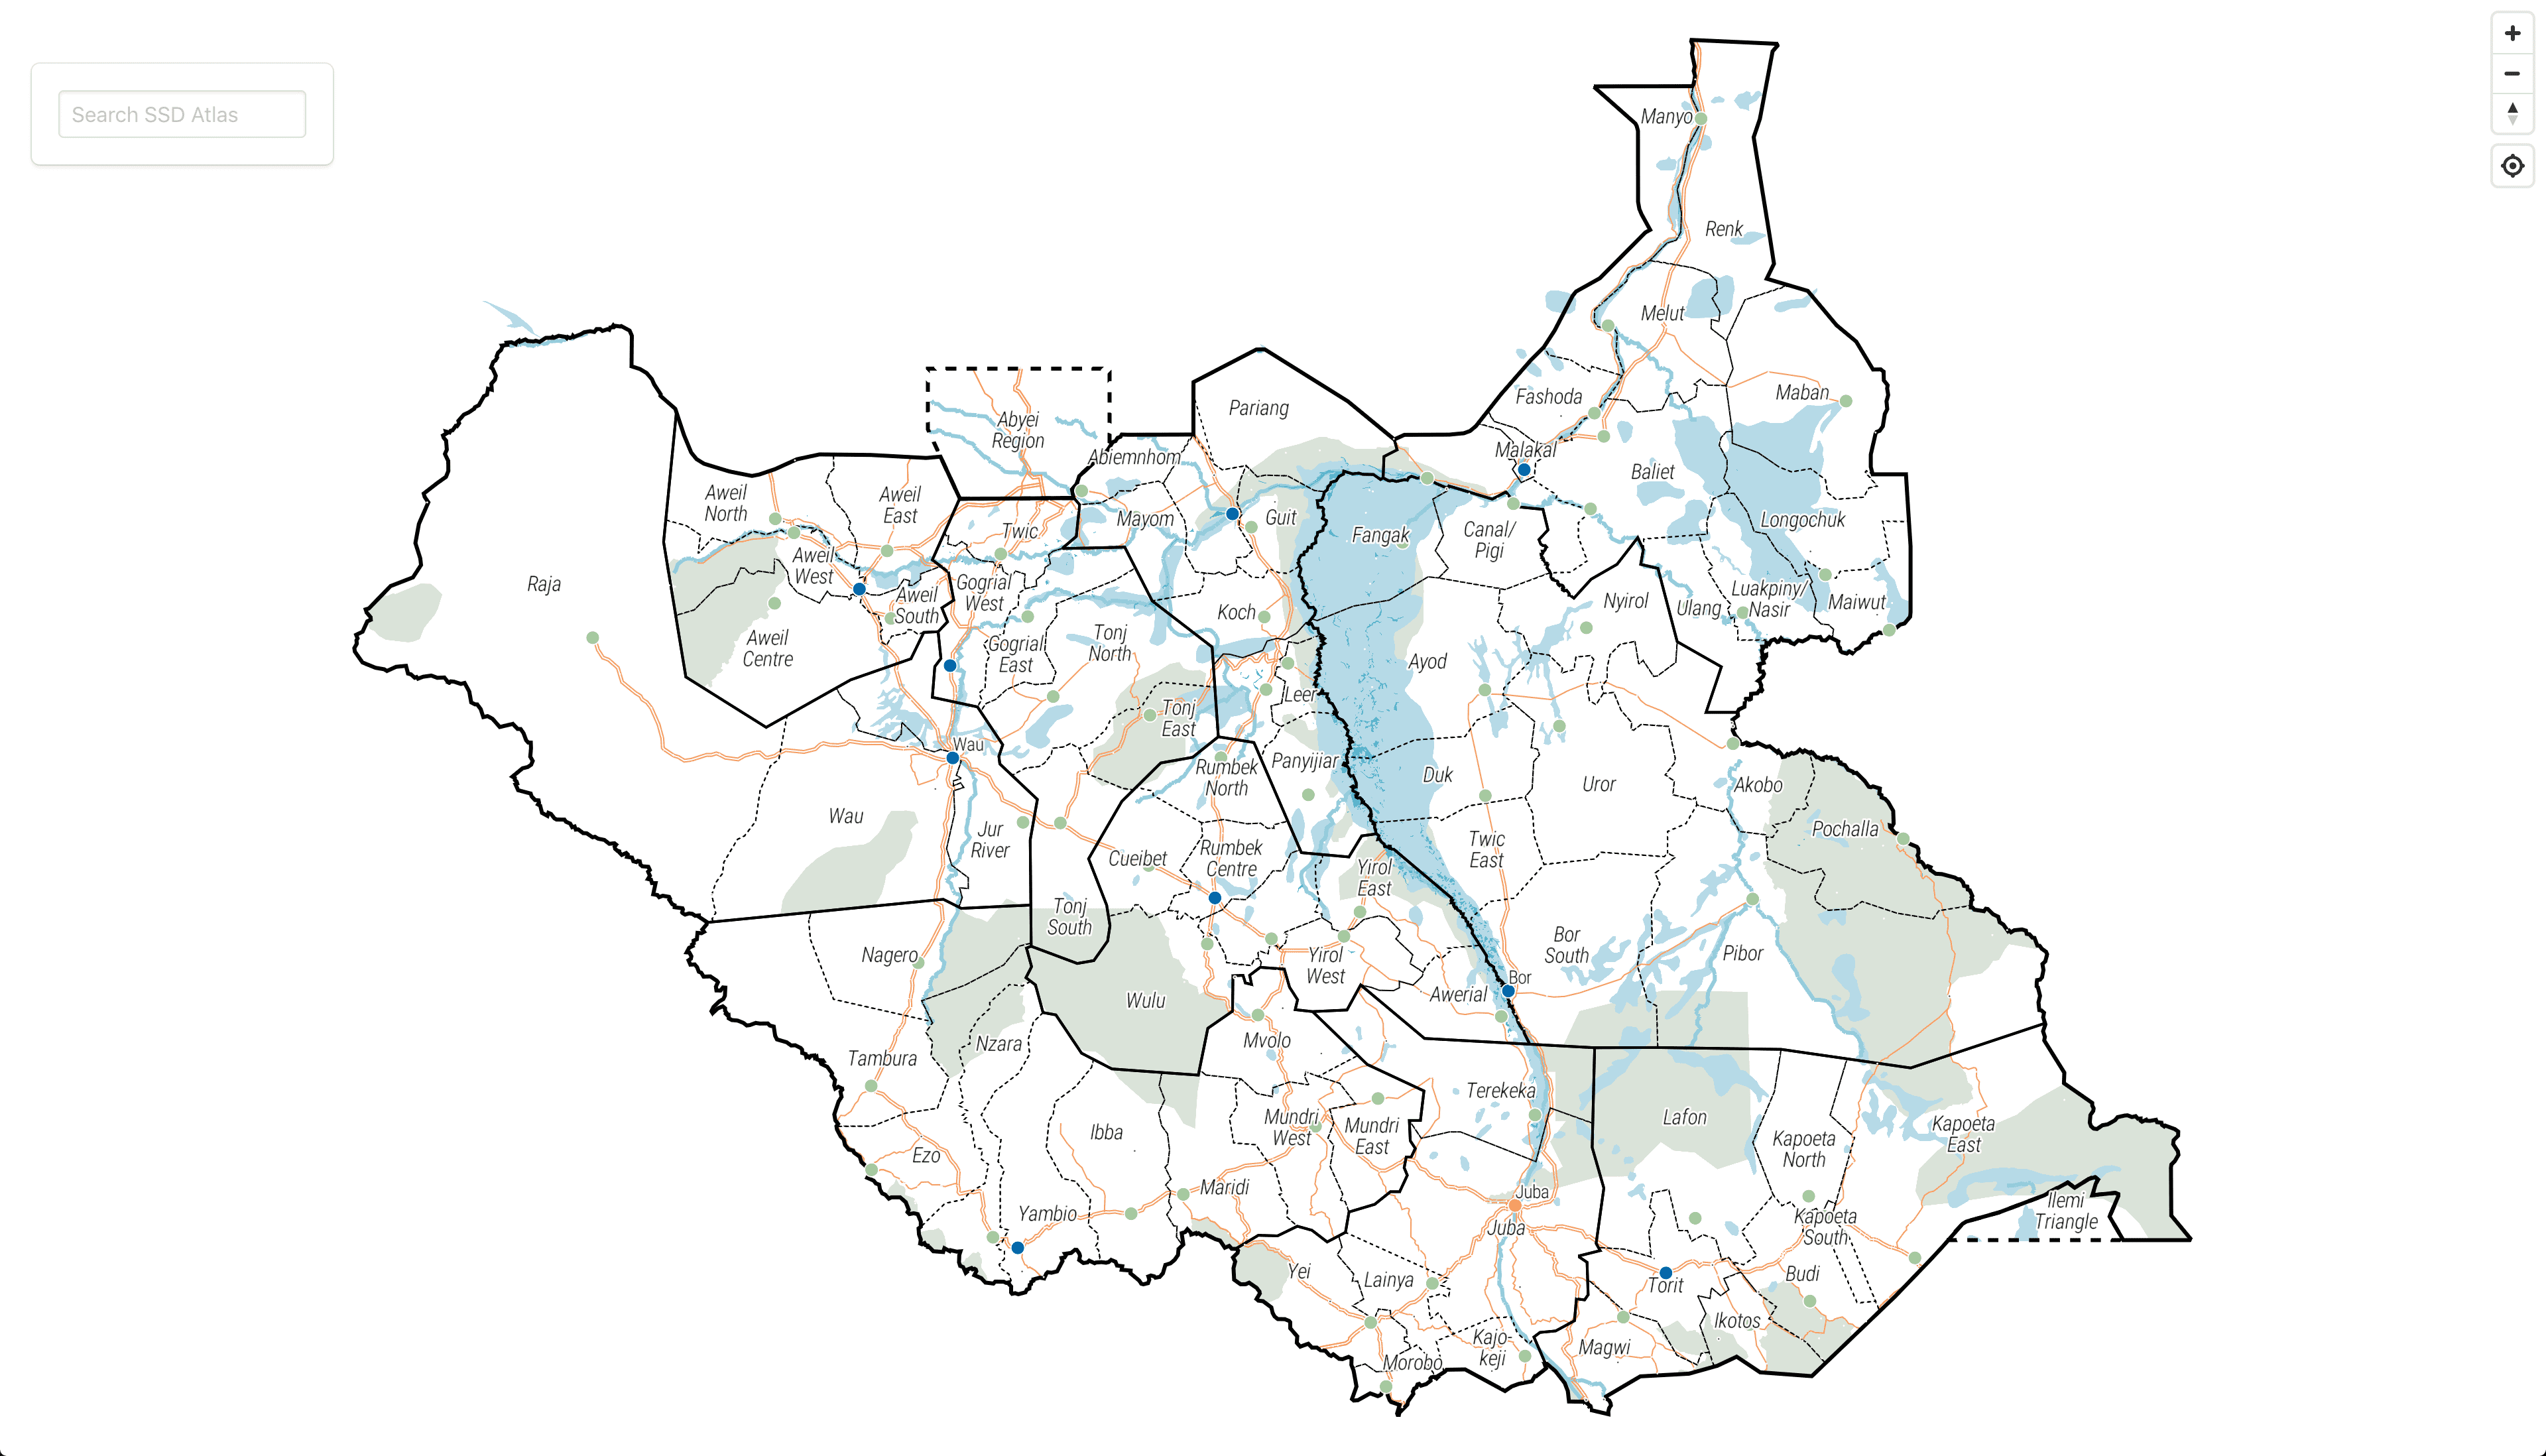 Search SSD Atlas
Manyo
Renk
Melut
Maban
Fashoda
Pariang
Abyei
Region
Abiemnhom
Malakal
Baliet
Longochuk
Aweil
North
Aweil
East
Twic
Mayom
Guit
Fangak
Canal/
Pigi
Raja
Aweil
West
Aweil
South
Gogrial
West
Koch
Nyirol
Ulang
Luakpiny/
Nasir
Maiwut
Aweil
Centre
Gogrial
East
Tonj
North
Ayod
Leer
Tonj
East
Wau
Rumbek
North
Panyijiar
Duk
Uror
Akobo
Wau
Jur
River
Cueibet
Rumbek
Centre
Yirol
East
Twic
East
Pochalla
Tonj
South
Nagero
Wulu
Yirol
West
Awerial
Bor
Bor
South
Pibor
Tambura
Nzara
Mvolo
Terekeka
Lafon
Kapoeta
North
Kapoeta
East
Ezo
Ibba
Mundri
West
Mundri
East
Maridi
Yambio
Juba
Juba
Kapoeta
South
Ilemi
Triangle
Yei
Lainya
Torit
Budi
Ikotos
Magwi
Kajo-
keji
Morobo